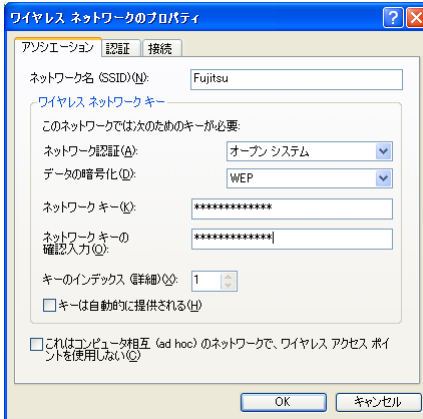 ワイヤレス ネットワークのプロパティ
アソシエーション 認証 接続
ネットワーク名 (SSID)(N): Fujitsu
ワイヤレス ネットワーク キー
このネットワークでは次のためのキーが必要:
ネットワーク認証(A): オープン システム
データの暗号化(D): WEP
ネットワーク キー(K): *************
ネットワーク キーの
確認入力(O): *************
キーのインデックス (詳細)(X): 1
キーは自動的に提供される(H)
これはコンピュータ相互 (ad hoc) のネットワークで、ワイヤレス アクセス ポイ
ントを使用しない(C)
OK キャンセル